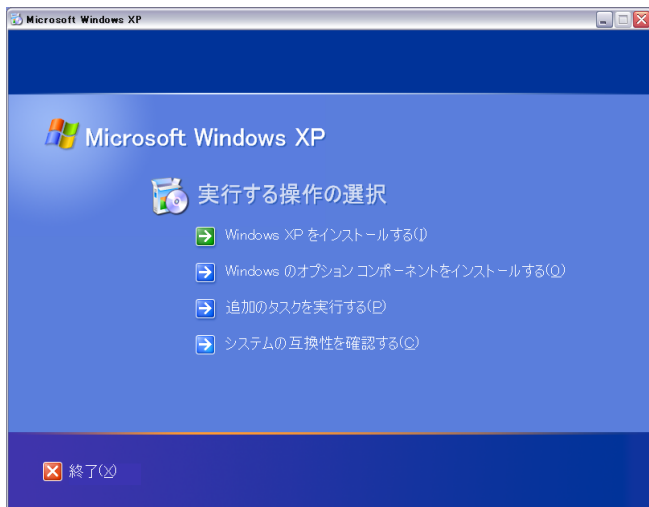 Microsoft Windows XP
Microsoft Windows XP
実行する操作の選択
Windows XP をインストールする(I)
Windows のオプション コンポーネントをインストールする(O)
追加のタスクを実行する(P)
システムの互換性を確認する(C)
終了(X)